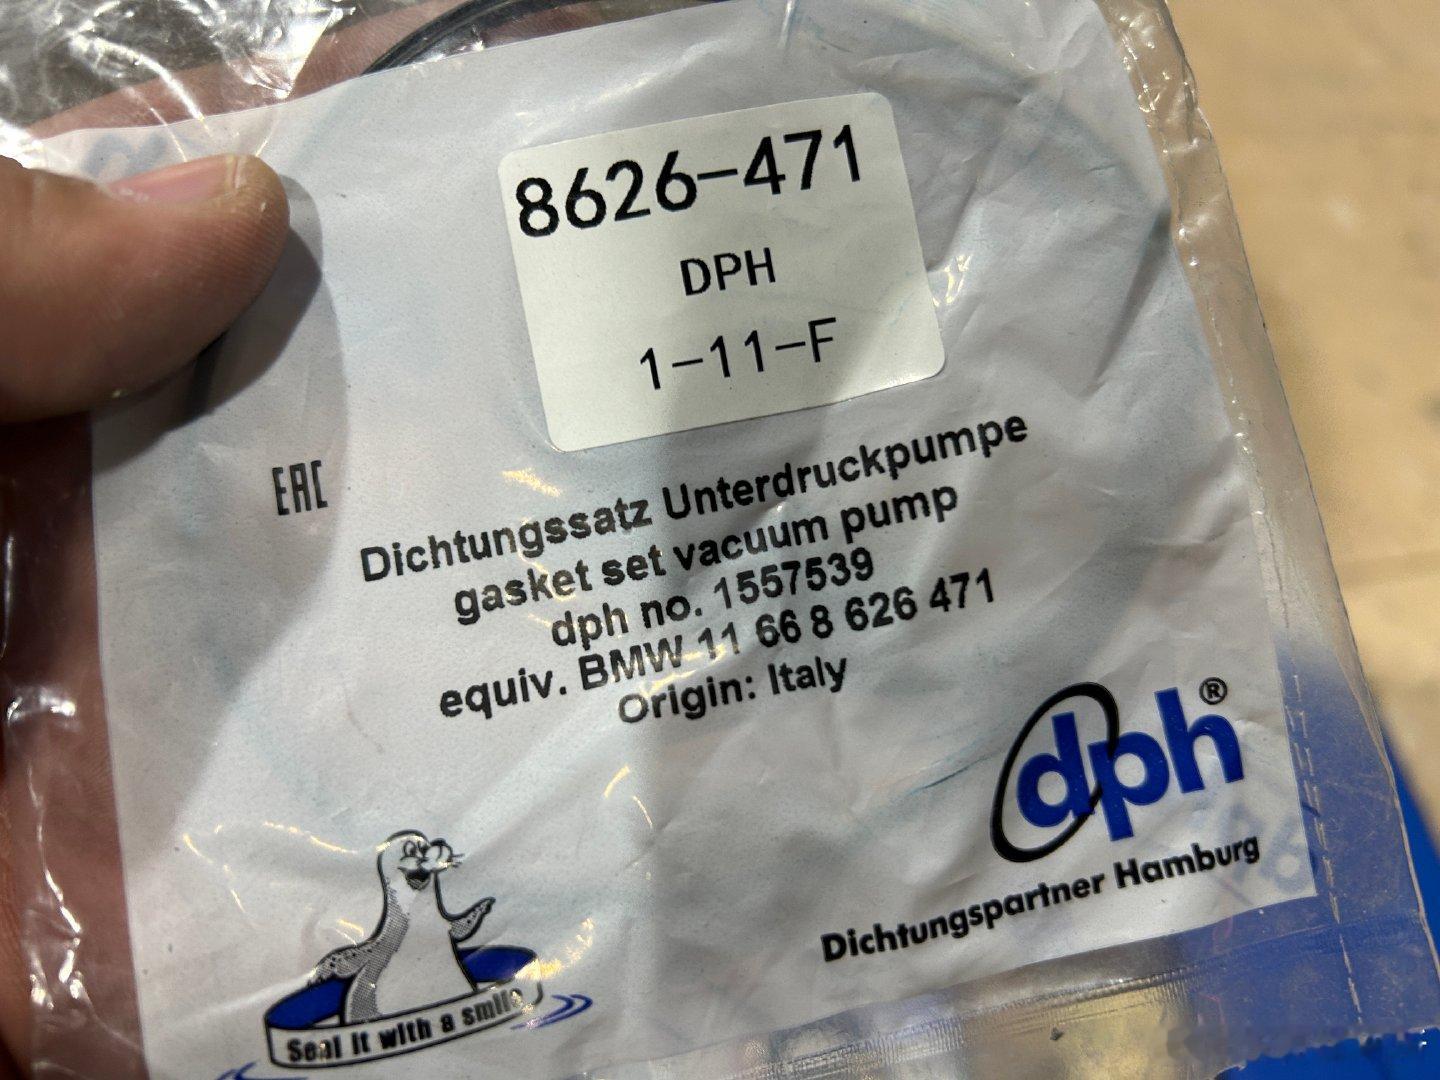 8626-471
DPH
1-11-F
EAC
Dichtungssatz Unterdruckpumpe
gasket set vacuum pump
dph no. 1557539
equiv. BMW 11 66 8 626 471
Origin: Italy
dph®
Dichtungspartner Hamburg
Seal it with a smile